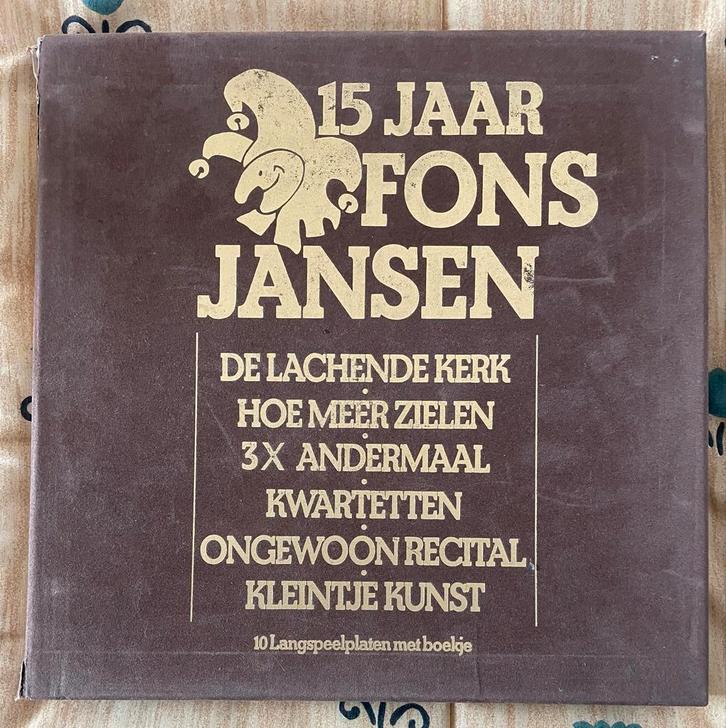 15 JAAR
FONS
JANSEN
DE LACHENDE KERK
HOE MEER ZIELEN
3X ANDERMAAL
KWARTETTEN
ONGEWOON RECITAL
KLEINTJE KUNST
10 Langspeelplaten met boekje